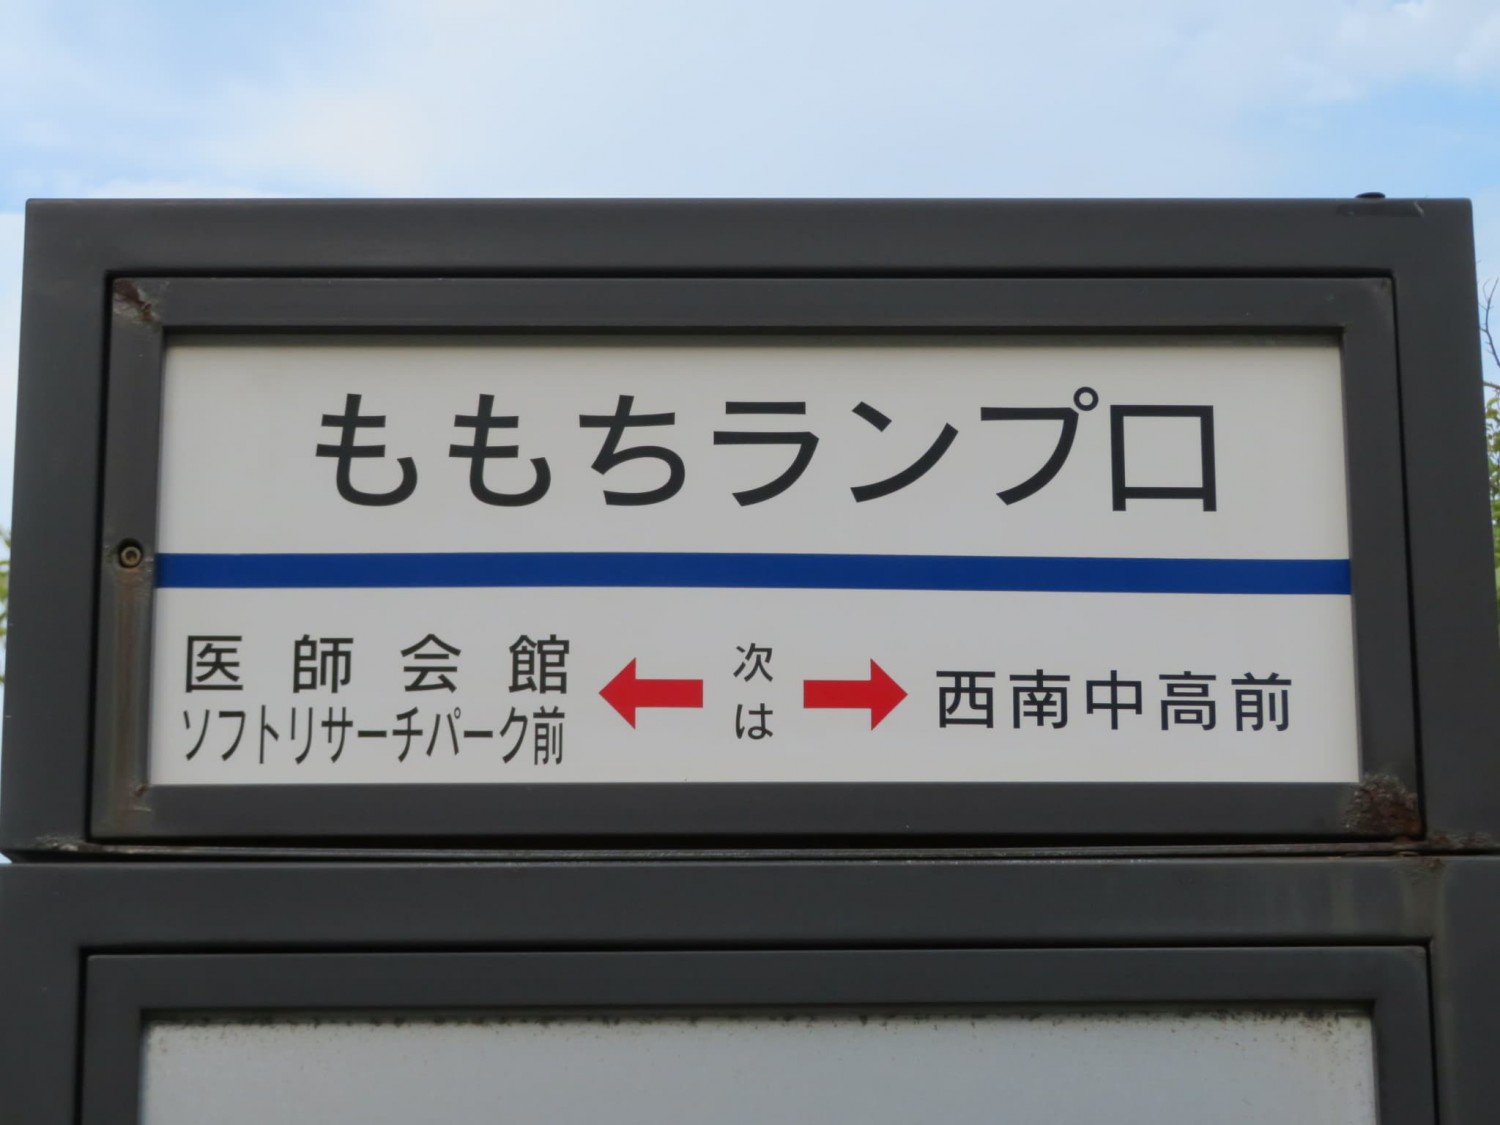 ももちランプ口
医師会館
ソフトリサーチパーク前
次は
西南中高前